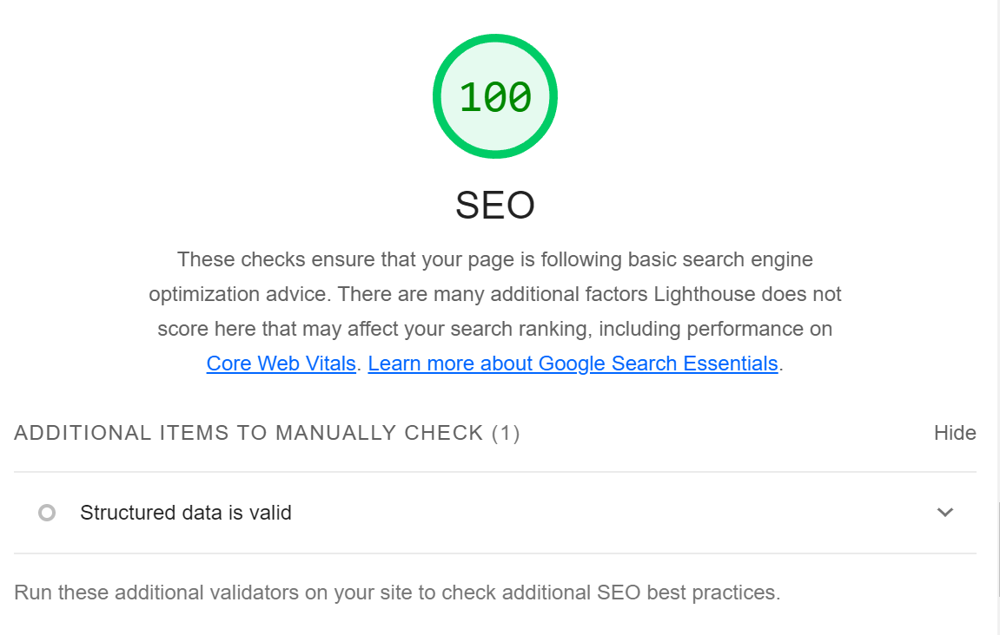 100
SEO
These checks ensure that your page is following basic search engine
optimization advice. There are many additional factors Lighthouse does not
score here that may affect your search ranking, including performance on
Core Web Vitals. Learn more about Google Search Essentials.
ADDITIONAL ITEMS TO MANUALLY CHECK (1) Hide
Structured data is valid
Run these additional validators on your site to check additional SEO best practices.